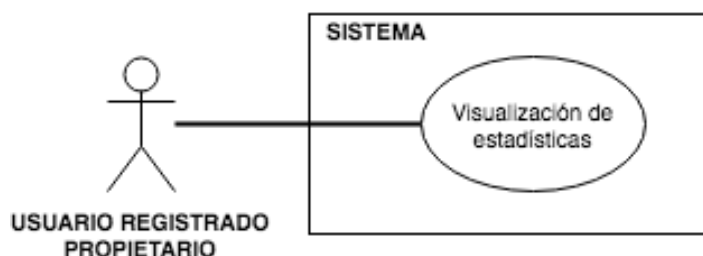 SISTEMA
Visualización de
estadísticas
USUARIO REGISTRADO
PROPIETARIO